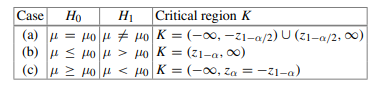 Case H₀ H₁ Critical region K
(a) μ = μ₀ μ ≠ μ₀ K = (−∞, −z₁₋α/₂) ∪ (z₁₋α/₂, ∞)
(b) μ ≤ μ₀ μ > μ₀ K = (z₁₋α, ∞)
(c) μ ≥ μ₀ μ < μ₀ K = (−∞, zα = −z₁₋α)